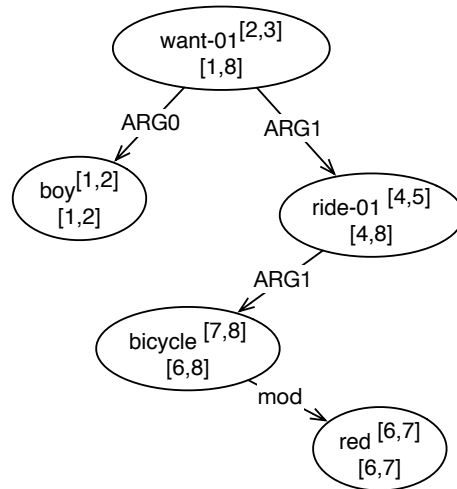 want-01[2,3]
[1,8]
ARG0
ARG1
boy[1,2]
[1,2]
ride-01 [4,5]
[4,8]
ARG1
bicycle [7,8]
[6,8]
mod
red [6,7]
[6,7]